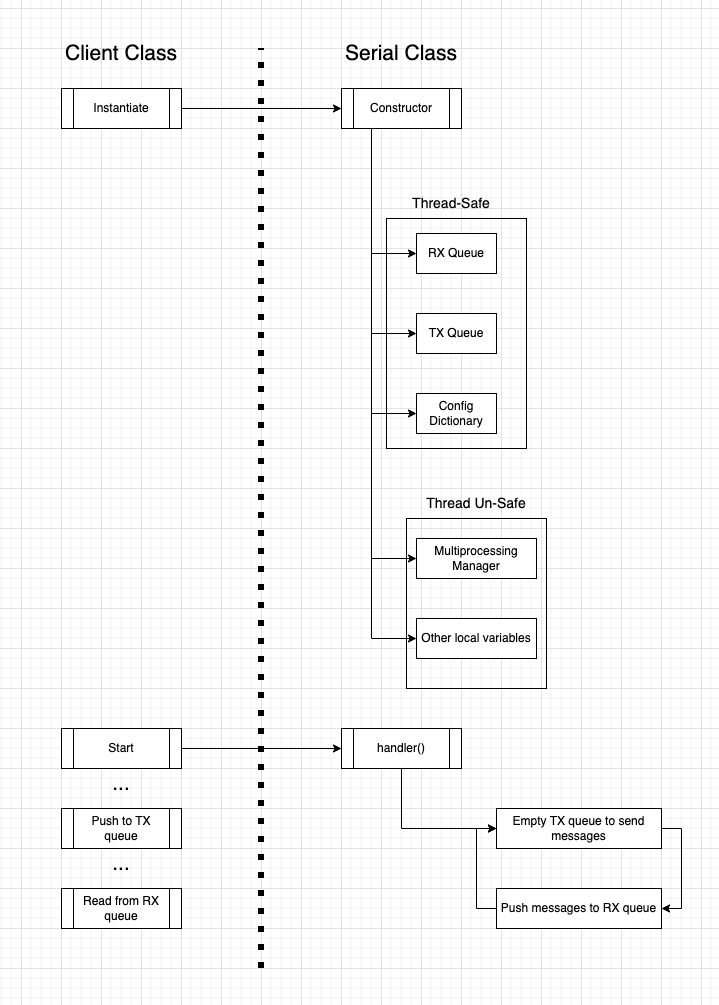 Client Class
Serial Class
Instantiate
Constructor
Thread-Safe
RX Queue
TX Queue
Config
Dictionary
Thread Un-Safe
Multiprocessing
Manager
Other local variables
Start
handler()
...
Push to TX
queue
Empty TX queue to send
messages
...
Read from RX
queue
Push messages to RX queue